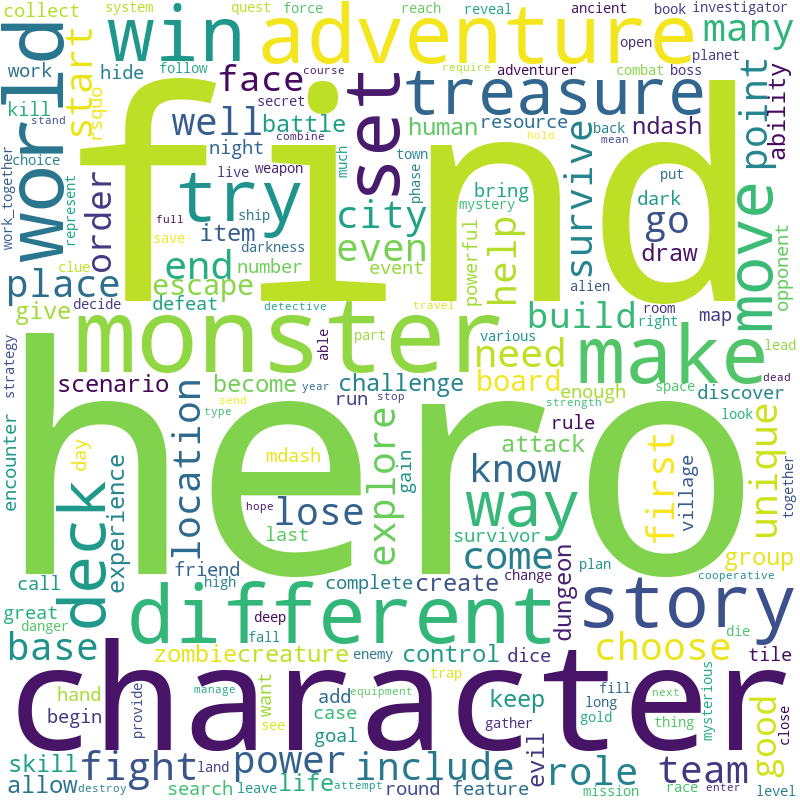 collect system quest force reach reveal ancient book investigator
world start win adventure many
work hide follow face course require adventurer open planet combat boss
kill rsquo secret set treasure point ability
stand well battle combine human resource back mean ndash
choice night weapon much survive hold put
work_together represent order try live town phase bring dark go move
full ship city mystery help draw
item save darkness even powerful alien
clue place end number event opponent
find
give decide escape defeat detective travel room map
monster able part various build right make lead
strategy scenario become challenge need enough space dead
run year stop board discover
type send strength unique look
hero
encounter day location mdash explore gain attack rule first village together
deck experience hope lose know way
last survivor come plan group
call friend high complete create change cooperative
great different deep dungeon story
danger fall die
base zombie creature enemy control dice choose tile
character
hand manage want trap keep fill next good mysterious
begin provide see add equipment long thing close
case goal gather gold
skill fight power include evil role team
allow land search leave life attempt round feature mission race enter level
destroy